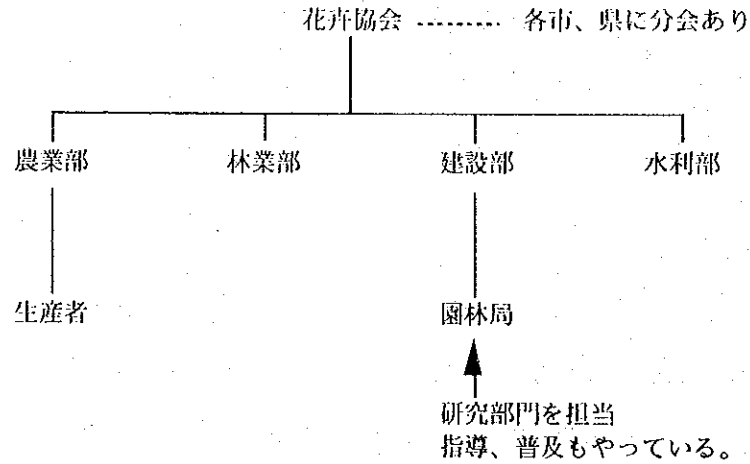 花卉協会 ‥‥‥‥ 各市、県に分会あり
農業部 林業部 建設部 水利部
生産者 園林局
研究部門を担当
指導、普及もやっている。